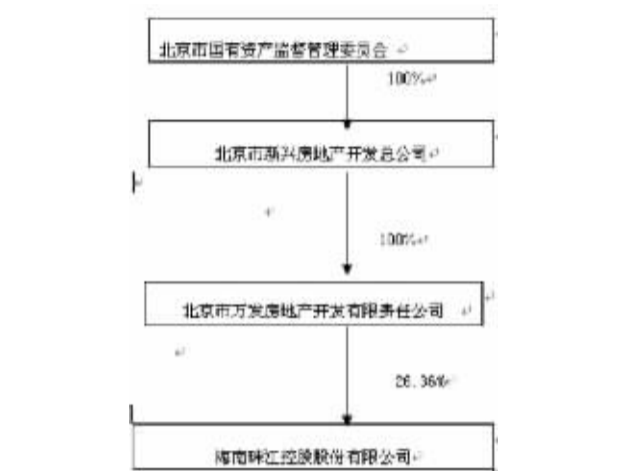 北京市国有资产监督管理委员会
100%
北京市新兴房地产开发总公司
100%
北京市万发房地产开发有限责任公司
26.36%
海南珠江控股股份有限公司